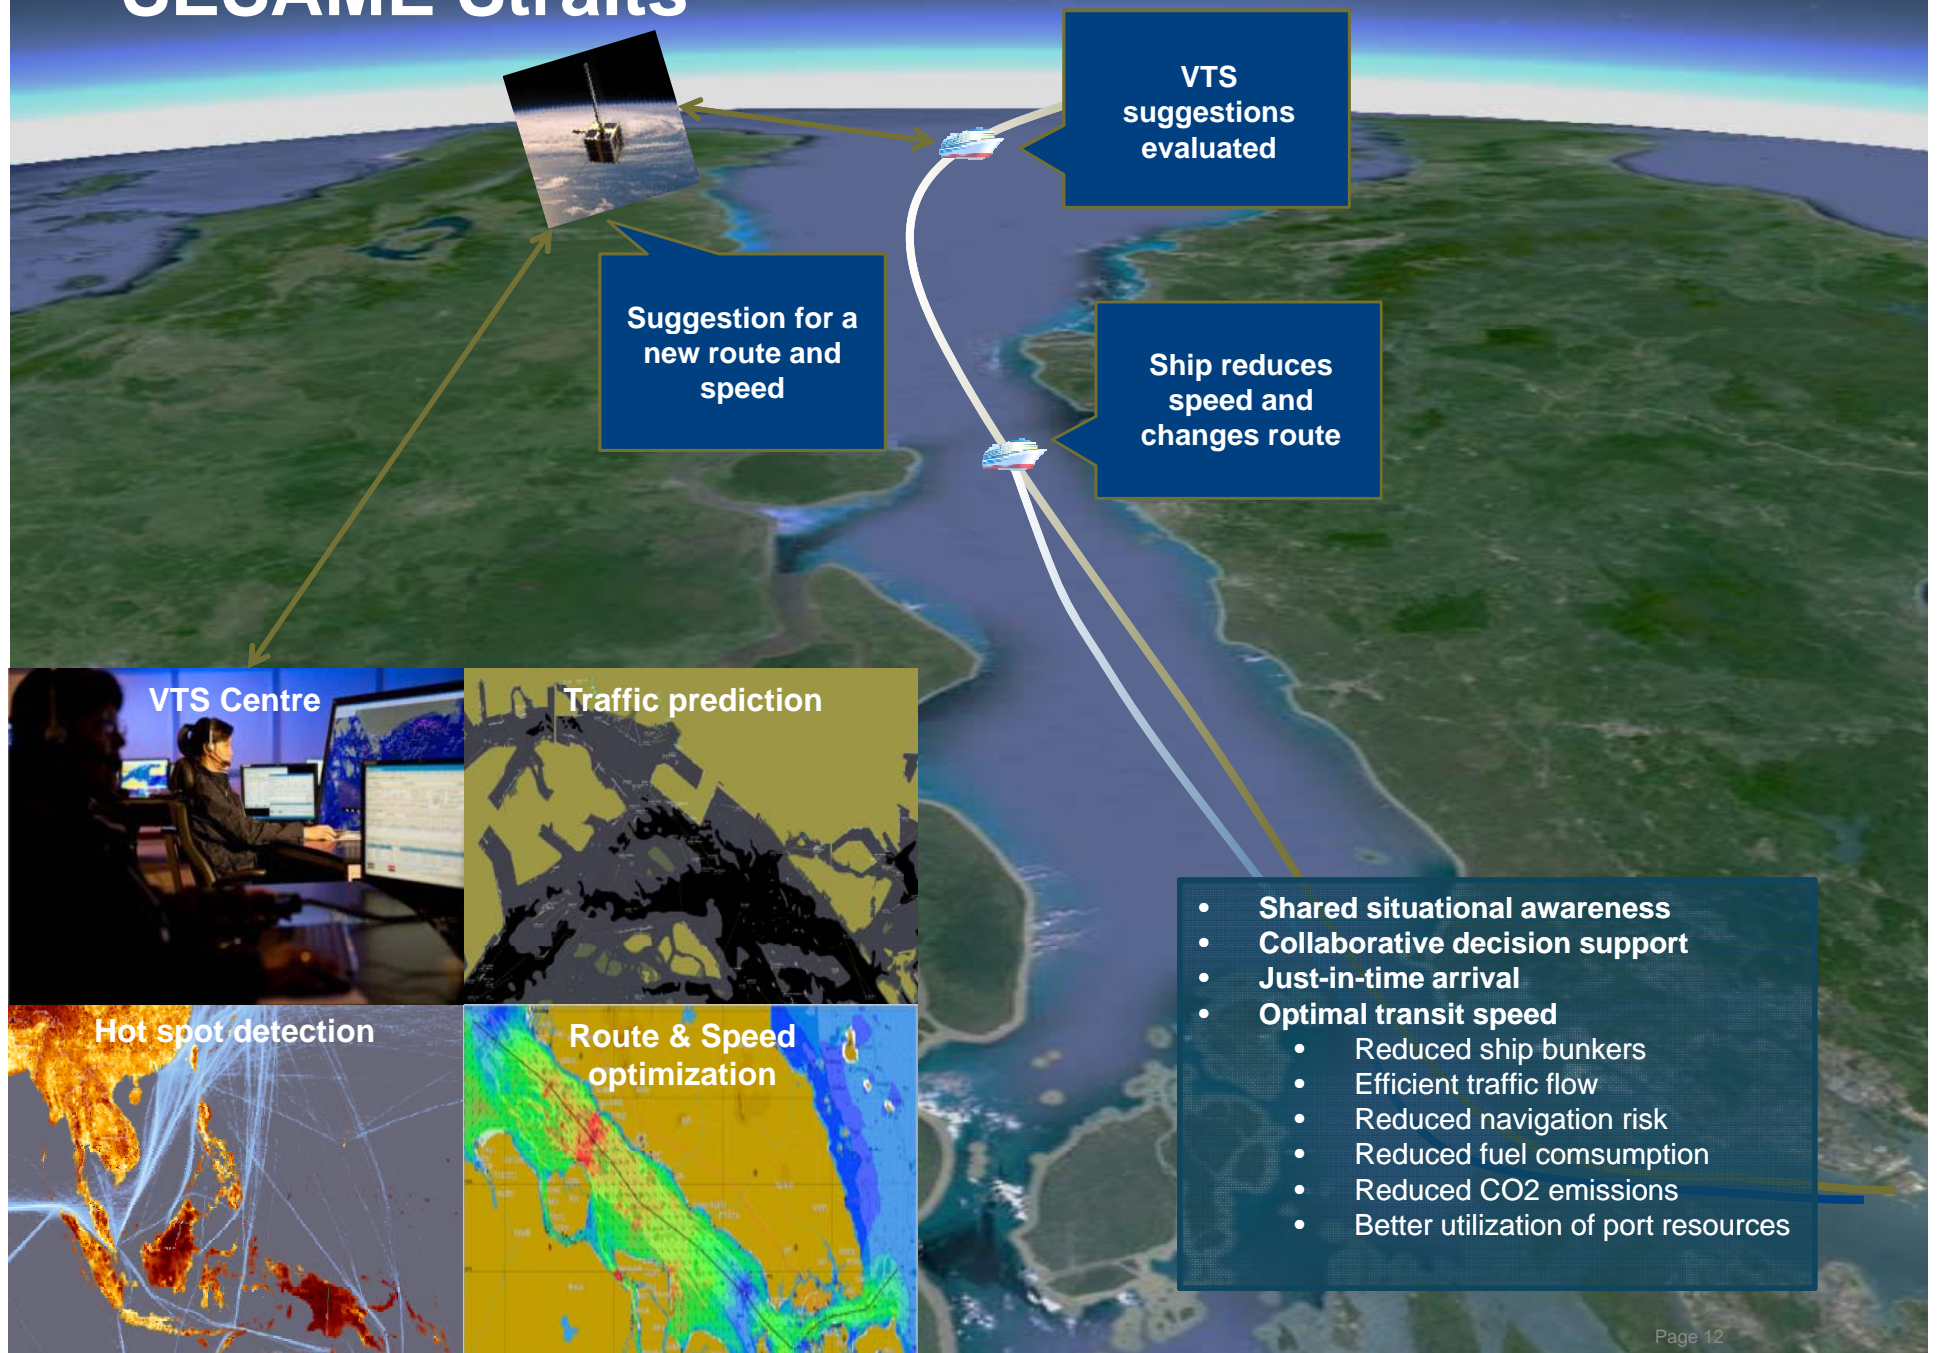 SESAME Straits
VTS
suggestions
evaluated
Suggestion for a
new route and
speed
Ship reduces
speed and
changes route
VTS Centre
Traffic prediction
Hot spot detection
Route & Speed
optimization
• Shared situational awareness
• Collaborative decision support
• Just-in-time arrival
• Optimal transit speed
• Reduced ship bunkers
• Efficient traffic flow
• Reduced navigation risk
• Reduced fuel comsumption
• Reduced CO2 emissions
• Better utilization of port resources
Page 12